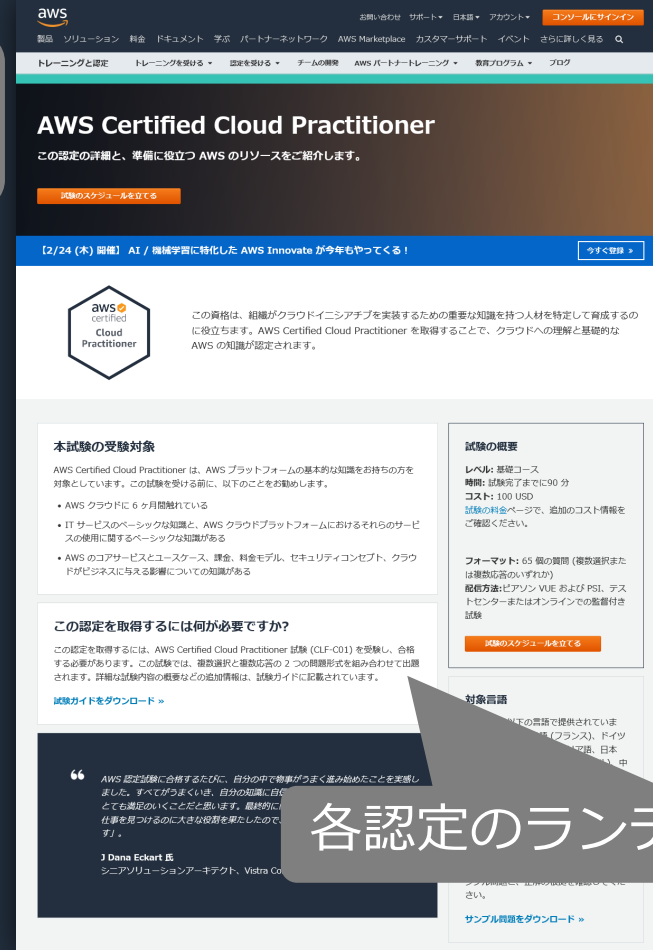 aws
お問い合わせ サポート▾ 日本語▾ アカウント▾ コンソールにサインイン
製品 ソリューション 料金 ドキュメント 学ぶ パートナーネットワーク AWS Marketplace カスタマーサポート イベント さらに詳しく見る
トレーニングと認定 トレーニングを受ける ▾ 認定を受ける ▾ チームの開発 AWS パートナートレーニング ▾ 教育プログラム ▾ ブログ
AWS Certified Cloud Practitioner
この認定の詳細と、準備に役立つ AWS のリソースをご紹介します。
試験のスケジュールを立てる
【2/24 (木) 開催】 AI / 機械学習に特化した AWS Innovate が今年もやってくる！ 今すぐ登録 »
aws
certified
Cloud
Practitioner
この資格は、組織がクラウドイニシアチブを実装するための重要な知識を持つ人材を特定して育成するの
に役立ちます。AWS Certified Cloud Practitioner を取得することで、クラウドへの理解と基礎的な
AWS の知識が認定されます。
本試験の受験対象
AWS Certified Cloud Practitioner は、AWS プラットフォームの基本的な知識をお持ちの方を
対象としています。この試験を受ける前に、以下のことをお勧めします。
• AWS クラウドに 6 ヶ月間触れている
• IT サービスのベーシックな知識と、AWS クラウドプラットフォームにおけるそれらのサービ
スの使用に関するベーシックな知識がある
• AWS のコアサービスとユースケース、課金、料金モデル、セキュリティコンセプト、クラウ
ドがビジネスに与える影響についての知識がある
この認定を取得するには何が必要ですか?
この認定を取得するには、AWS Certified Cloud Practitioner 試験 (CLF-C01) を受験し、合格
する必要があります。この試験では、複数選択と複数応答の 2 つの問題形式を組み合わせて出題
されます。詳細な試験内容の概要などの追加情報は、試験ガイドに記載されています。
試験ガイドをダウンロード »
“
AWS 認定試験に合格するたびに、自分の中で物事がうまく進み始めたことを実感し
ました。すべてがうまくいき、自分の知識に自
とても満足のいくことだと思います。最終的に
仕事を見つけるのに大きな役割を果たしたので、
す」。
J Dana Eckart 氏
シニアソリューションアーキテクト、Vistra Co
試験の概要
レベル: 基礎コース
時間: 試験完了までに90 分
コスト: 100 USD
試験の料金ページで、追加のコスト情報を
ご確認ください。
フォーマット: 65 個の質問 (複数選択また
は複数応答のいずれか)
配信方法:ピアソン VUE および PSI、テス
トセンターまたはオンラインでの監督付き
試験
試験のスケジュールを立てる
対象言語
以下の言語で提供されていま
(フランス)、ドイツ
ア語、日本
中
さい。
サンプル問題をダウンロード »
各認定のラン